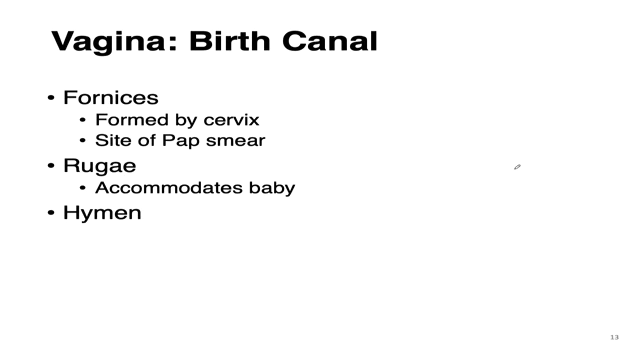 Vagina: Birth Canal
• Fornices
• Formed by cervix
• Site of Pap smear
• Rugae
• Accommodates baby
• Hymen
13